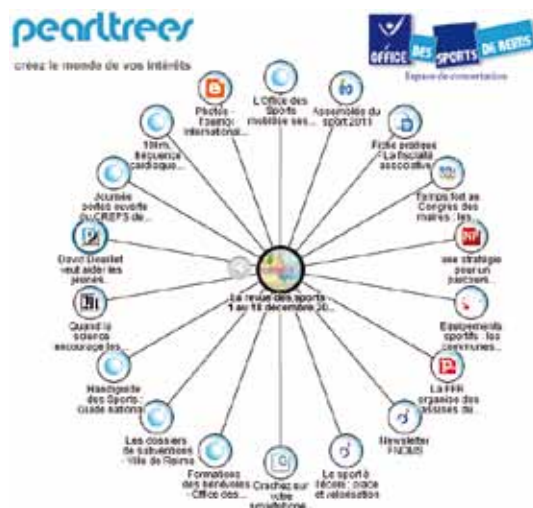 pearltrees
créez le monde de vos intérêts
OFFICE DES SPORTS DE REIMS
Espace de concertation
L'Office des
Sports
mobilise ses...
Assemblée du
sport 2011
Fiche pratique
- La fiscalité
associative
Temps fort au
Congrès des
maires : les...
une stratégie
pour un
parcours...
Equipements
sportifs : les
communes...
La FFR
organise des
assises du...
Newsletter
FNOMS
Le sport à
l'école : place
et valorisation
Crachez sur
votre
smartphone...
Formations
des bénévoles
- Office des...
Les dossiers
de subventions
- Ville de Reims
Handiguide
des Sports :
Guide national
Quand la
science
encourage les...
David Douillet
veut aider les
jeunes...
Journée
portes ouverte
du CREPS de...
fréquence
cardiaque...
Photos -
international...
La revue des sports -
1 au 18 décembre 20...